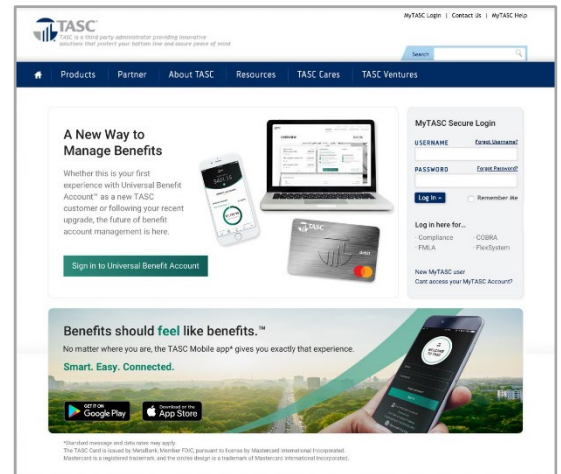 MyTASC Login | Contact Us | MyTASC Help
TASC
TASC is a third party administrator providing innovative
solutions that protect your bottom line and assure peace of mind
Search
Products Partner About TASC Resources TASC Cares TASC Ventures
A New Way to
Manage Benefits
Whether this is your first
experience with Universal Benefit
Account™ as a new TASC
customer or following your recent
upgrade, the future of benefit
account management is here.
Sign in to Universal Benefit Account
TASC
debit
MyTASC Secure Login
USERNAME Forgot Username?
PASSWORD Forgot Password?
Log In
Remember Me
Log in here for...
- Compliance - COBRA
- FMLA - FlexSystem
New MyTASC user
Cant access your MyTASC Account?
Benefits should feel like benefits.™
No matter where you are, the TASC Mobile app* gives you exactly that experience.
Smart. Easy. Connected.
GET IT ON
Google Play
Download on the
App Store
WELCOME
TO TASC
*Standard message and data rates may apply.
The TASC Card is issued by MetaBank, Member FDIC, pursuant to license by Mastercard International Incorporated.
Mastercard is a registered trademark, and the circles design is a trademark of Mastercard International Incorporated.